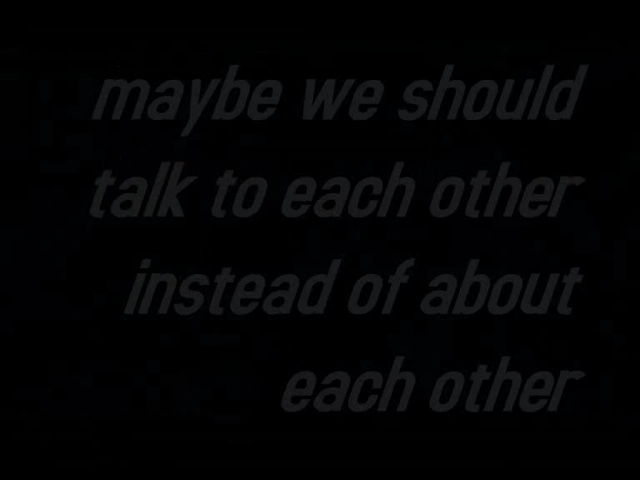 maybe we should
talk to each other
instead of about
each other